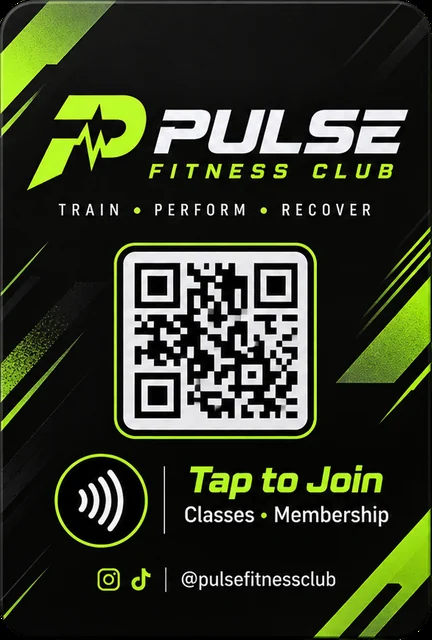 PULSE
FITNESS CLUB
TRAIN • PERFORM • RECOVER
Tap to Join
Classes • Membership
@pulsefitnessclub